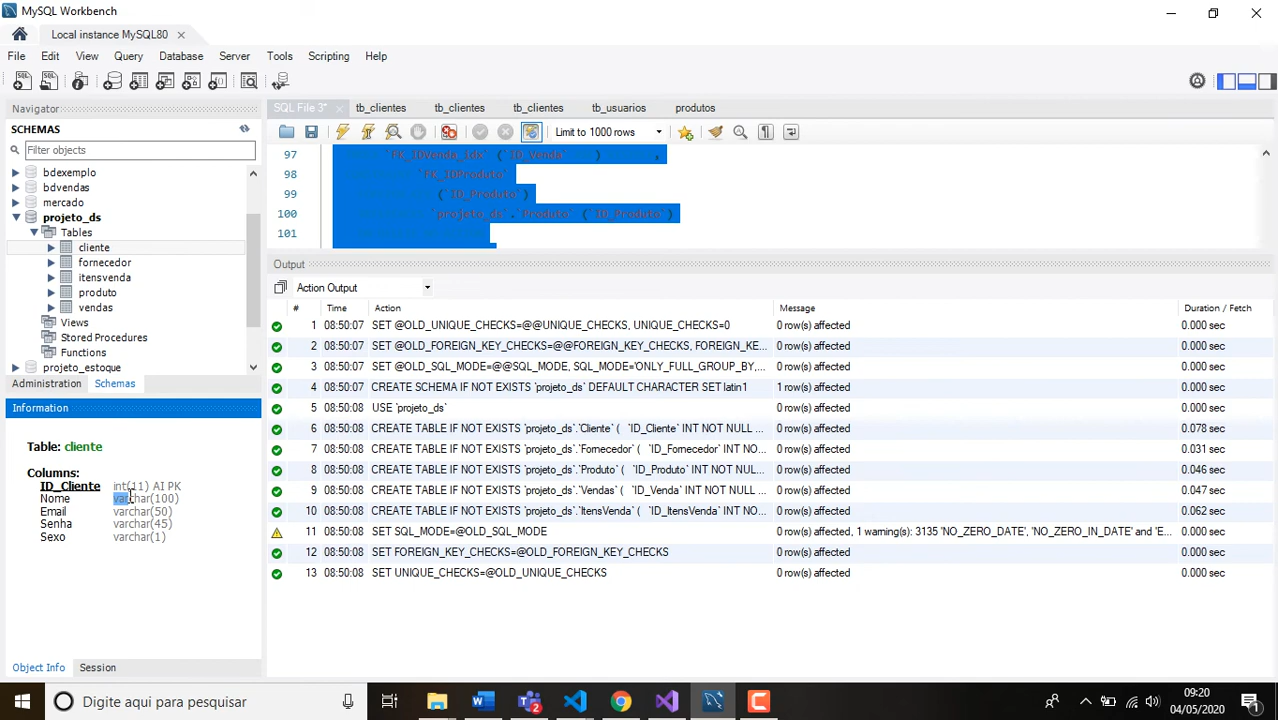 MySQL Workbench
Local instance MySQL80
File Edit View Query Database Server Tools Scripting Help
Navigator
SCHEMAS
Filter objects
bdexemplo
bdvendas
mercado
projeto_ds
Tables
cliente
fornecedor
itensvenda
produto
vendas
Views
Stored Procedures
Functions
projeto_estoque
Administration Schemas
Information
Table: cliente
Columns:
ID_Cliente int(11) AI PK
Nome varchar(100)
Email varchar(50)
Senha varchar(45)
Sexo varchar(1)
Object Info Session
SQL File 3* tb_clientes tb_clientes tb_clientes tb_usuarios produtos
Limit to 1000 rows
97 `FK_IDVenda_idx` (`ID_Venda` ,
98 `FK_IDProduto`
99 (`ID_Produto`)
100 `projeto_ds`.`Produto` (`ID_Produto`)
101
Output
Action Output
# Time Action Message Duration / Fetch
1 08:50:07 SET @OLD_UNIQUE_CHECKS=@@UNIQUE_CHECKS, UNIQUE_CHECKS=0 0 row(s) affected 0.000 sec
2 08:50:07 SET @OLD_FOREIGN_KEY_CHECKS=@@FOREIGN_KEY_CHECKS, FOREIGN_KE... 0 row(s) affected 0.000 sec
3 08:50:07 SET @OLD_SQL_MODE=@@SQL_MODE, SQL_MODE='ONLY_FULL_GROUP_BY,... 0 row(s) affected 0.000 sec
4 08:50:07 CREATE SCHEMA IF NOT EXISTS `projeto_ds` DEFAULT CHARACTER SET latin1 1 row(s) affected 0.000 sec
5 08:50:08 USE `projeto_ds` 0 row(s) affected 0.000 sec
6 08:50:08 CREATE TABLE IF NOT EXISTS `projeto_ds`.`Cliente` ( `ID_Cliente` INT NOT NULL ... 0 row(s) affected 0.078 sec
7 08:50:08 CREATE TABLE IF NOT EXISTS `projeto_ds`.`Fornecedor` ( `ID_Fornecedor` INT NO... 0 row(s) affected 0.031 sec
8 08:50:08 CREATE TABLE IF NOT EXISTS `projeto_ds`.`Produto` ( `ID_Produto` INT NOT NUL... 0 row(s) affected 0.046 sec
9 08:50:08 CREATE TABLE IF NOT EXISTS `projeto_ds`.`Vendas` ( `ID_Venda` INT NOT NULL ... 0 row(s) affected 0.047 sec
10 08:50:08 CREATE TABLE IF NOT EXISTS `projeto_ds`.`ItensVenda` ( `ID_ItensVenda` INT NO... 0 row(s) affected 0.062 sec
11 08:50:08 SET SQL_MODE=@OLD_SQL_MODE 0 row(s) affected, 1 warning(s): 3135 'NO_ZERO_DATE', 'NO_ZERO_IN_DATE' and 'E... 0.000 sec
12 08:50:08 SET FOREIGN_KEY_CHECKS=@OLD_FOREIGN_KEY_CHECKS 0 row(s) affected 0.000 sec
13 08:50:08 SET UNIQUE_CHECKS=@OLD_UNIQUE_CHECKS 0 row(s) affected 0.000 sec
Digite aqui para pesquisar
2
09:20
04/05/2020
1